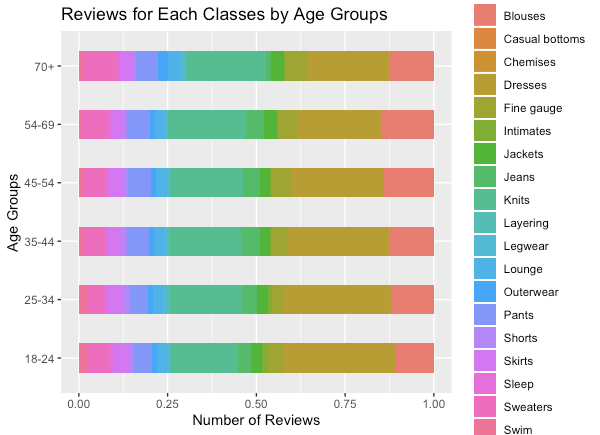 Reviews for Each Classes by Age Groups
Age Groups
70+
54-69
45-54
35-44
25-34
18-24
0.00 0.25 0.50 0.75 1.00
Number of Reviews
Blouses
Casual bottoms
Chemises
Dresses
Fine gauge
Intimates
Jackets
Jeans
Knits
Layering
Legwear
Lounge
Outerwear
Pants
Shorts
Skirts
Sleep
Sweaters
Swim